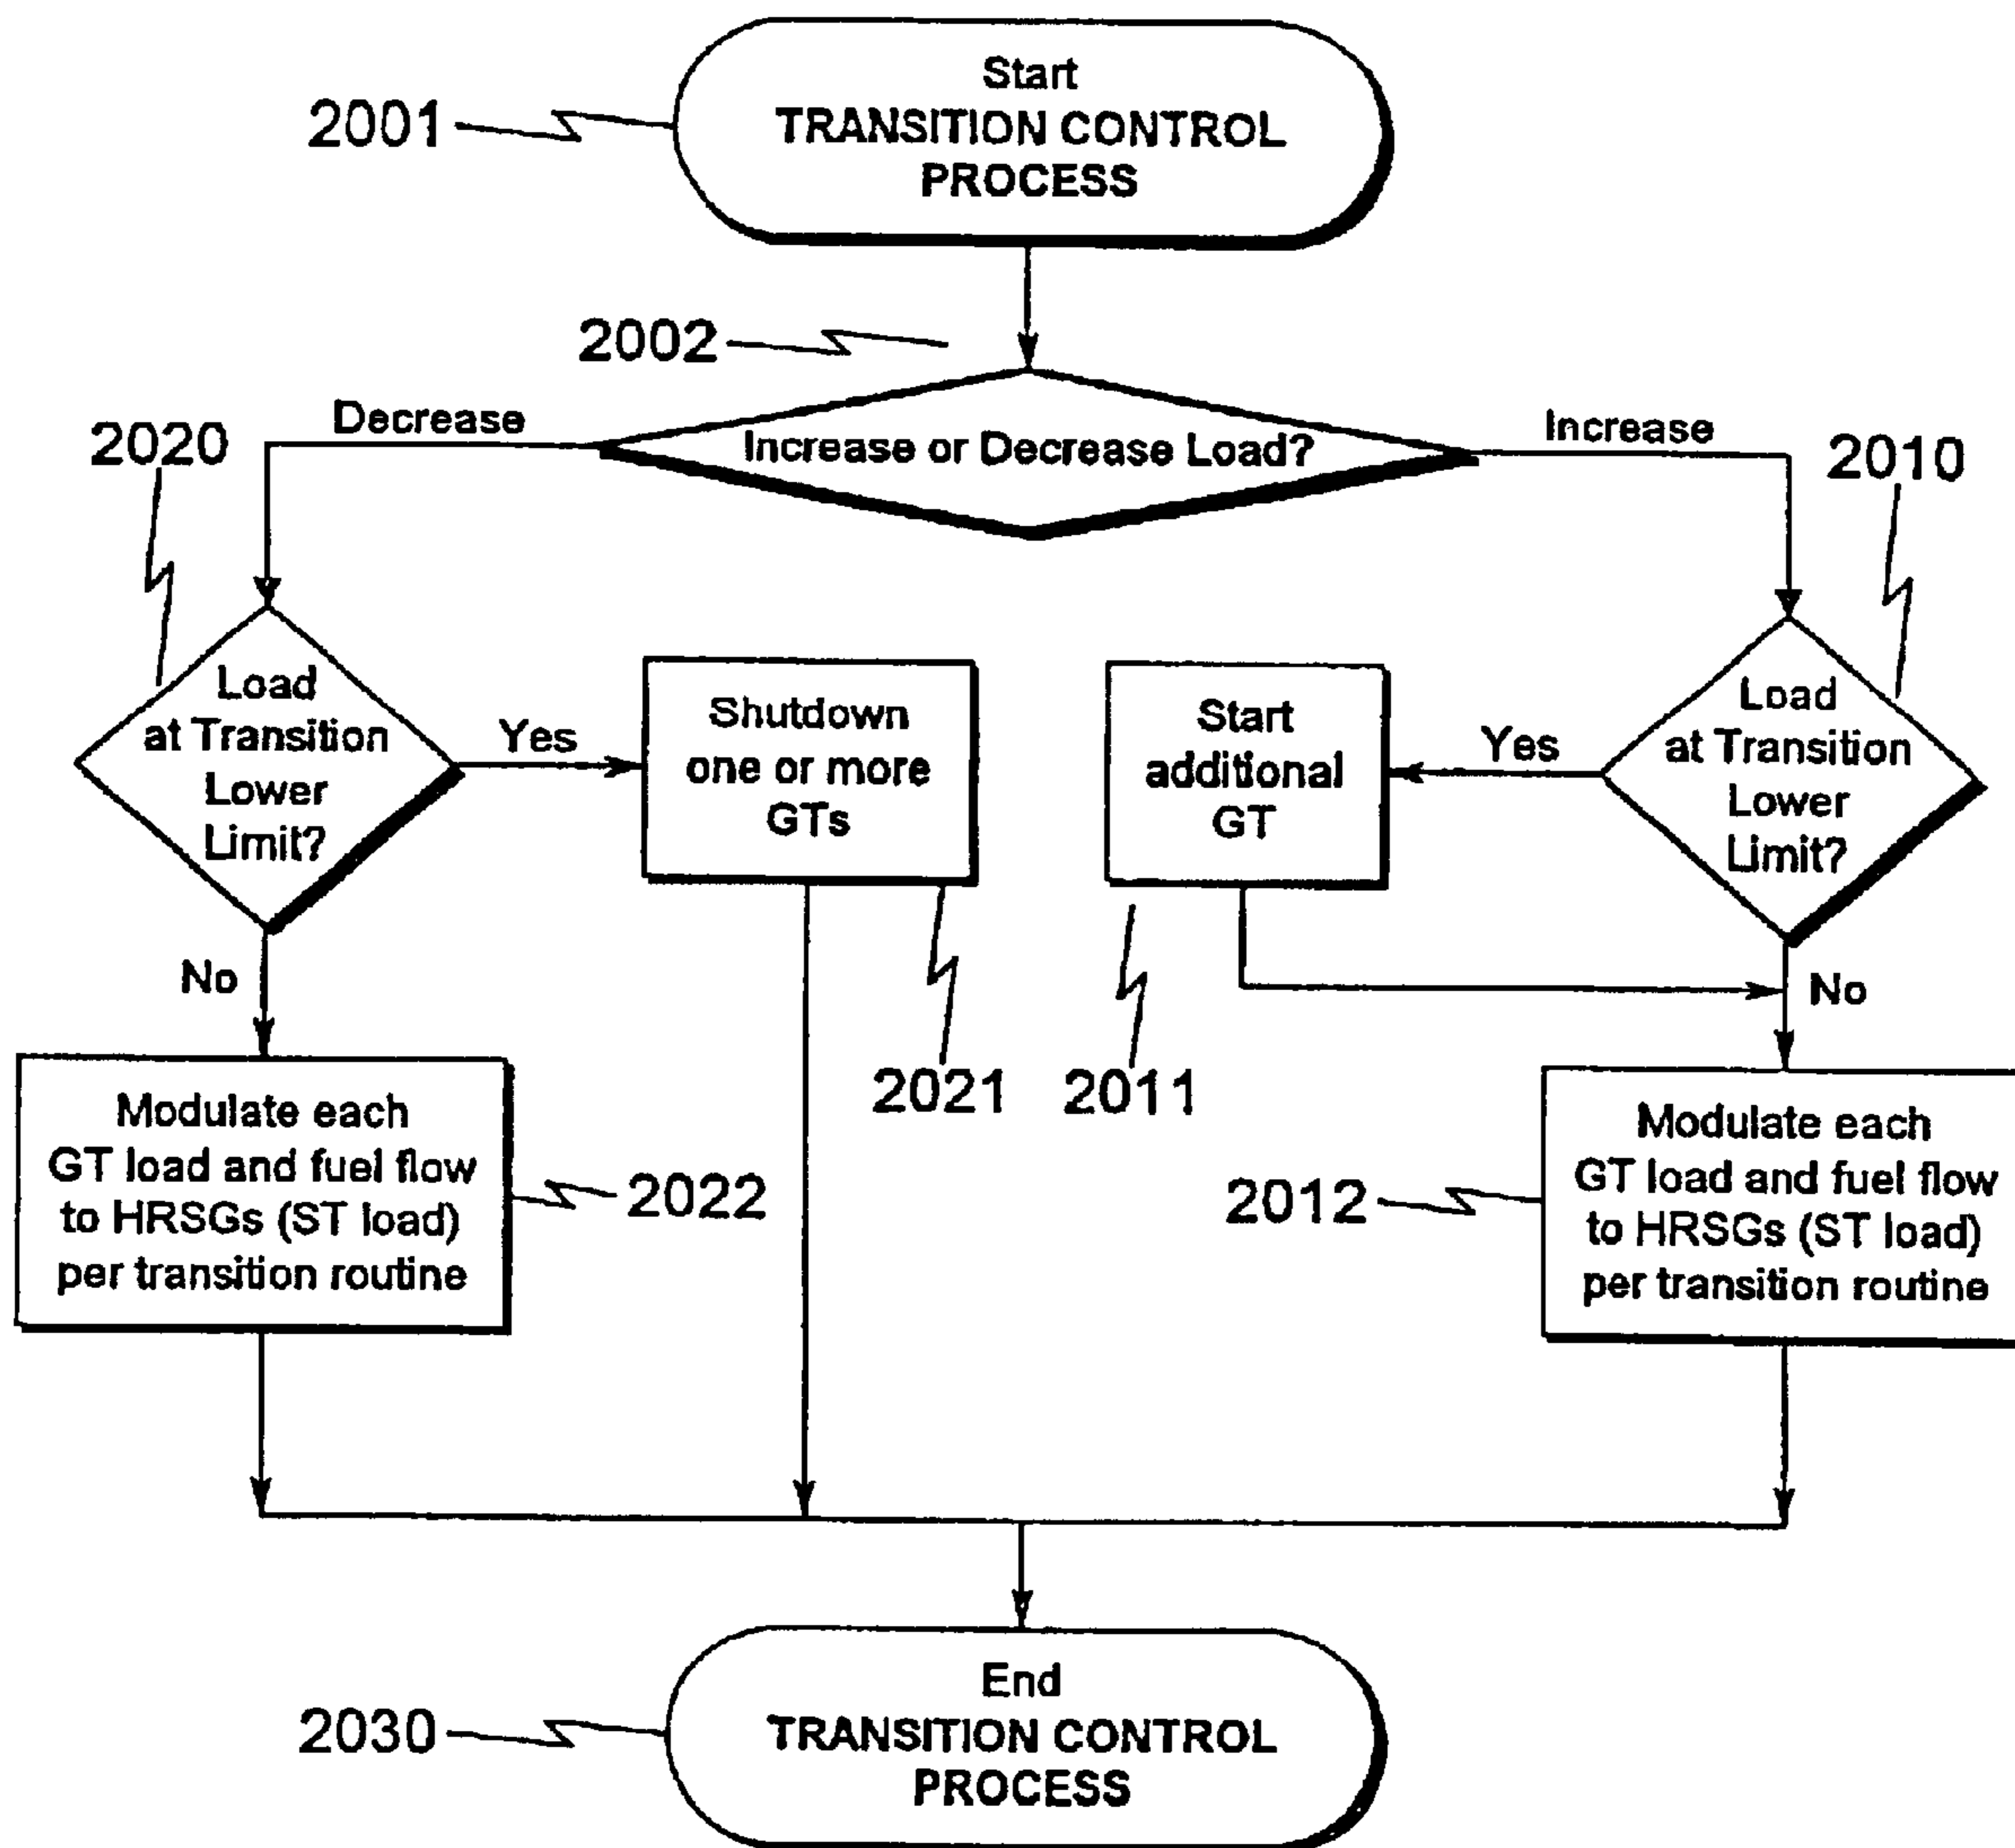 Start
TRANSITION CONTROL
PROCESS
2001
2002
Decrease
Increase or Decrease Load?
Increase
2020
2010
Load
at Transition
Lower
Limit?
Yes
Shutdown
one or more
GTs
Start
additional
GT
Yes
Load
at Transition
Lower
Limit?
No
No
2021
2011
Modulate each
GT load and fuel flow
to HRSGs (ST load)
per transition routine
2022
2012
Modulate each
GT load and fuel flow
to HRSGs (ST load)
per transition routine
End
TRANSITION CONTROL
PROCESS
2030